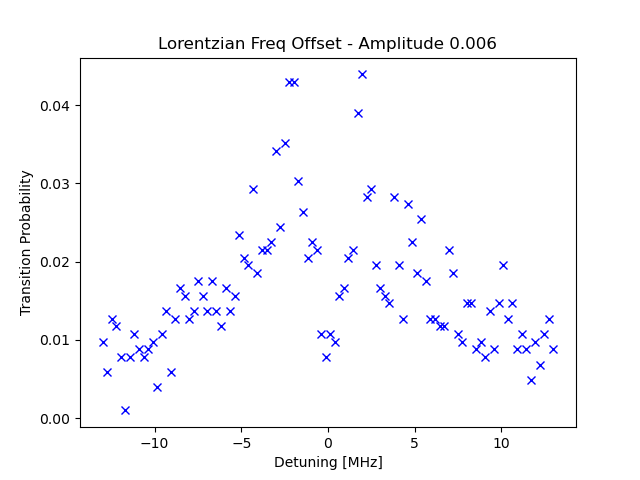 Lorentzian Freq Offset - Amplitude 0.006
Transition Probability
0.04
0.03
0.02
0.01
0.00
−10 −5 0 5 10
Detuning [MHz]